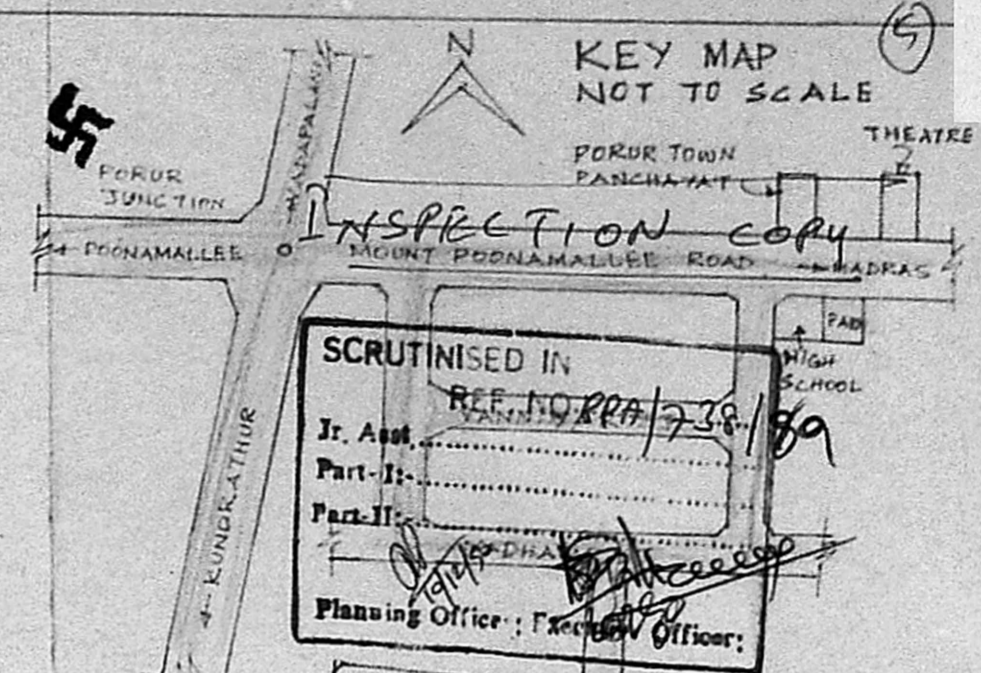 5
N
KEY MAP
NOT TO SCALE
THEATRE
PORUR TOWN
PANCHAYAT
PORUR
JUNCTION
INSPECTION COPY
POONAMALLEE
MOUNT POONAMALLEE ROAD
MADRAS
HIGH
SCHOOL
KUNDRATHUR
SCRUTINISED IN
REF. NO PPA/738/89
Jr. Asst.
Part-I:-
Part-II:-
Planning Officer : Executive Officer: